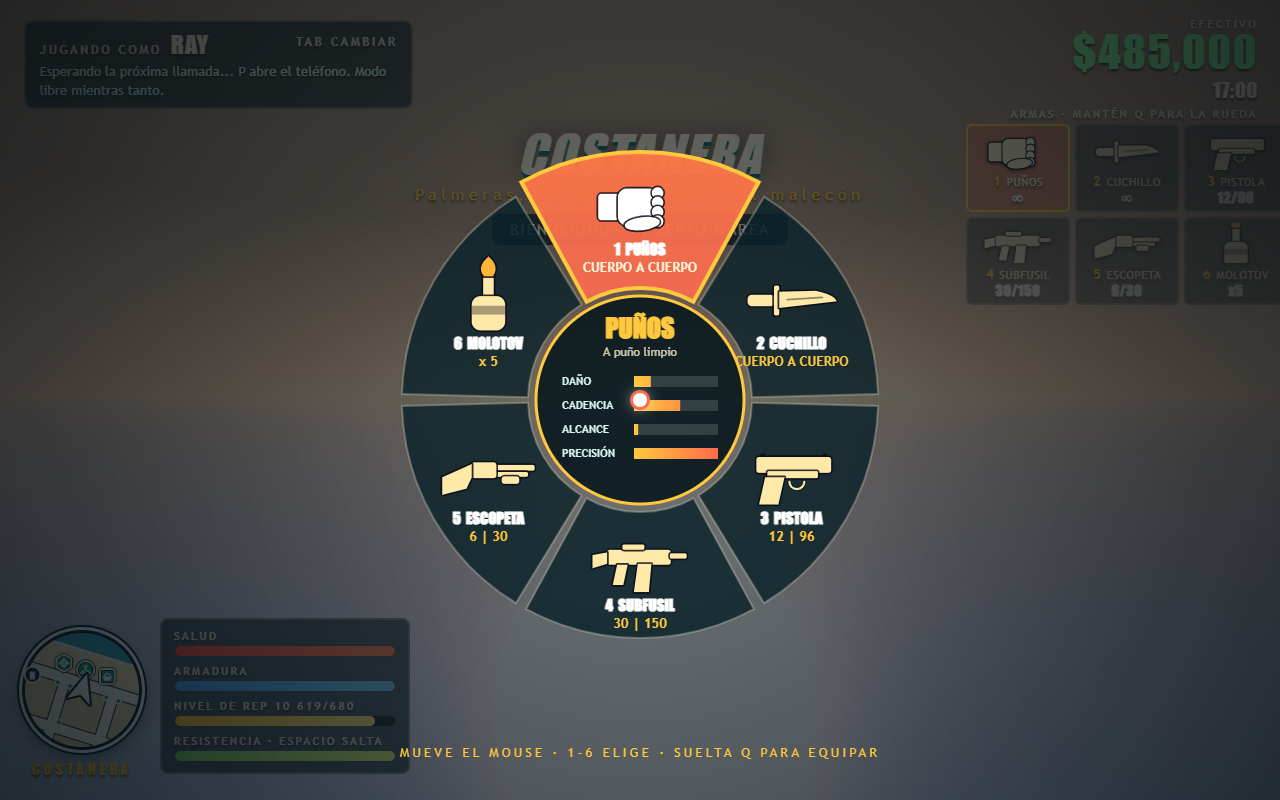 JUGANDO COMO RAY TAB CAMBIAR
Esperando la próxima llamada... P abre el teléfono. Modo
libre mientras tanto.
EFECTIVO
$485,000
17:00
ARMAS · MANTÉN Q PARA LA RUEDA
1 PUÑOS
∞
2 CUCHILLO
∞
3 PISTOLA
12/96
4 SUBFUSIL
30/150
5 ESCOPETA
6/30
6 MOLOTOV
x5
COSTANERA
Palmeras
malecón
1 PUÑOS
CUERPO A CUERPO
2 CUCHILLO
CUERPO A CUERPO
3 PISTOLA
12 | 96
4 SUBFUSIL
30 | 150
5 ESCOPETA
6 | 30
6 MOLOTOV
x 5
PUÑOS
A puño limpio
DAÑO
CADENCIA
ALCANCE
PRECISIÓN
SALUD
ARMADURA
NIVEL DE REP 10 619/680
RESISTENCIA · ESPACIO SALTA
COSTANERA
MUEVE EL MOUSE · 1-6 ELIGE · SUELTA Q PARA EQUIPAR